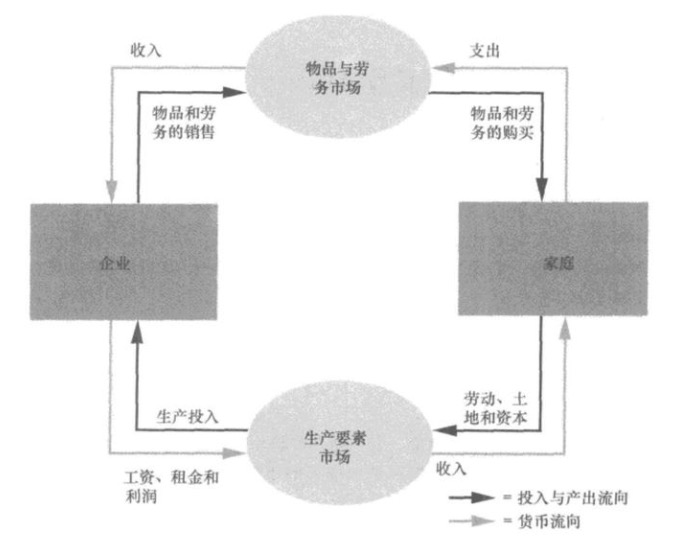 收入
物品与劳
务市场
支出
物品和劳
务的销售
物品和劳
务的购买
企业
家庭
生产投入
生产要素
市场
劳动、土
地和资本
工资、租金和
利润
收入
= 投入与产出流向
= 货币流向